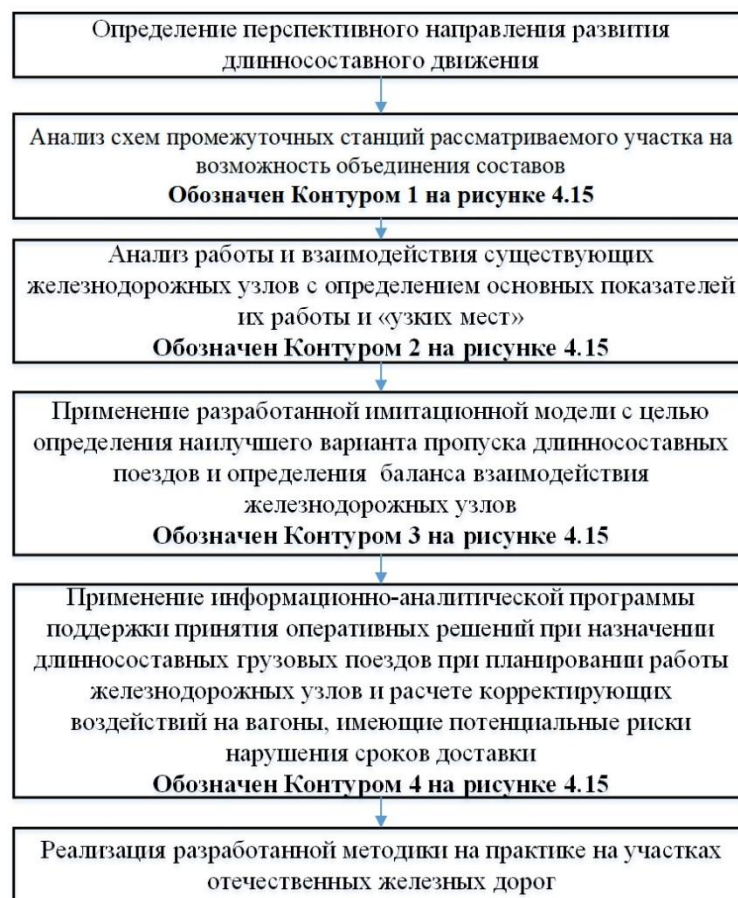 Определение перспективного направления развития
длинносоставного движения
Анализ схем промежуточных станций рассматриваемого участка на
возможность объединения составов
Обозначен Контуром 1 на рисунке 4.15
Анализ работы и взаимодействия существующих
железнодорожных узлов с определением основных показателей
их работы и «узких мест»
Обозначен Контуром 2 на рисунке 4.15
Применение разработанной имитационной модели с целью
определения наилучшего варианта пропуска длинносоставных
поездов и определения баланса взаимодействия
железнодорожных узлов
Обозначен Контуром 3 на рисунке 4.15
Применение информационно-аналитической программы
поддержки принятия оперативных решений при назначении
длинносоставных грузовых поездов при планировании работы
железнодорожных узлов и расчете корректирующих
воздействий на вагоны, имеющие потенциальные риски
нарушения сроков доставки
Обозначен Контуром 4 на рисунке 4.15
Реализация разработанной методики на практике на участках
отечественных железных дорог